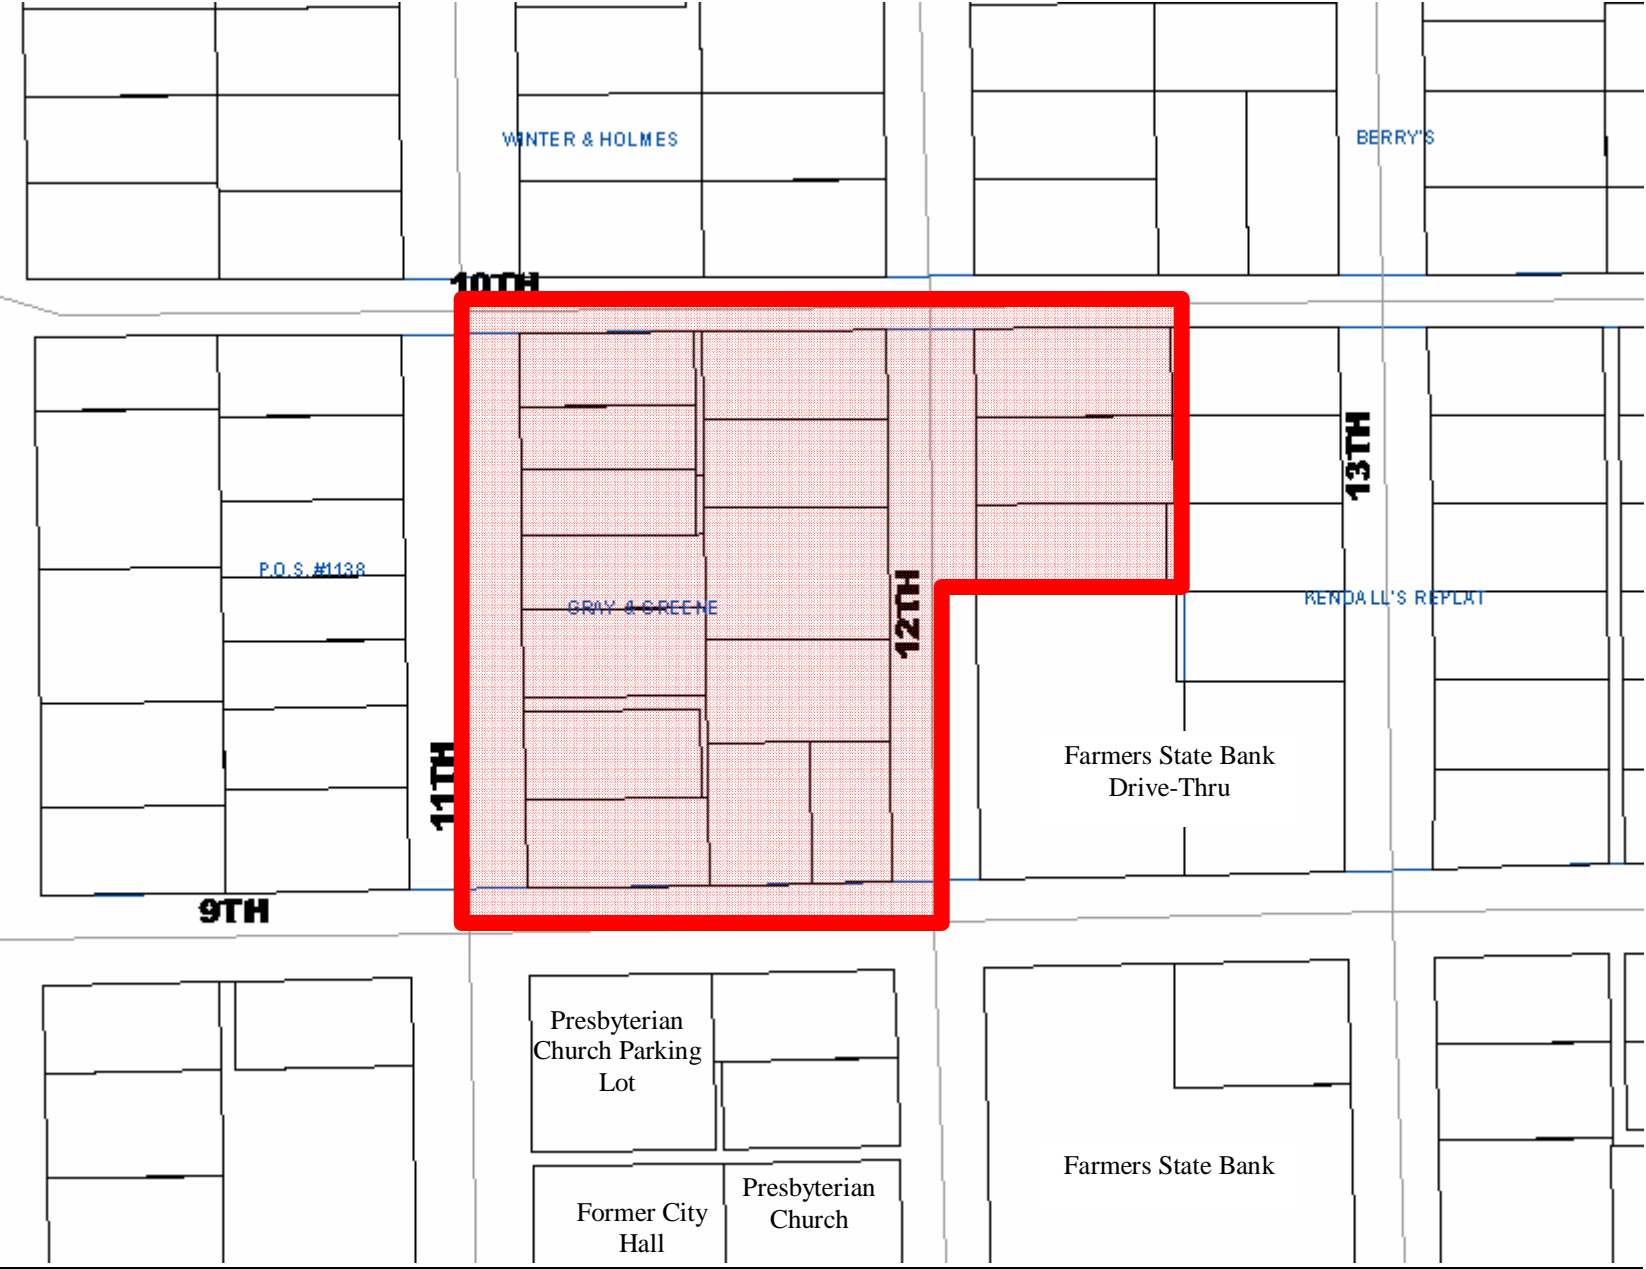 WINTER & HOLMES
BERRY'S
10TH
13TH
P.O.S. #1138
GRAY & GREENE
12TH
KENDALL'S REPLAT
11TH
Farmers State Bank
Drive-Thru
9TH
Presbyterian
Church Parking
Lot
Farmers State Bank
Presbyterian
Church
Former City
Hall